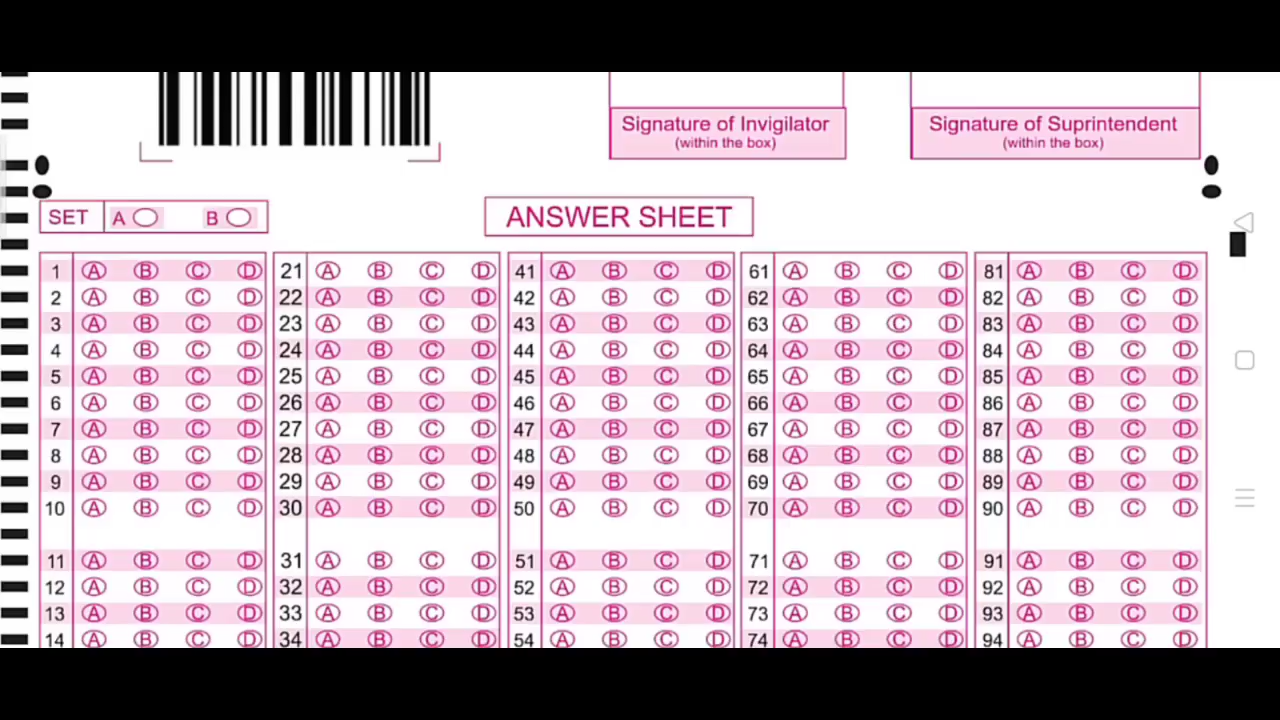 Signature of Invigilator
(within the box)
Signature of Suprintendent
(within the box)
SET A B
ANSWER SHEET
1 A B C D 21 A B C D 41 A B C D 61 A B C D 81 A B C D
2 A B C D 22 A B C D 42 A B C D 62 A B C D 82 A B C D
3 A B C D 23 A B C D 43 A B C D 63 A B C D 83 A B C D
4 A B C D 24 A B C D 44 A B C D 64 A B C D 84 A B C D
5 A B C D 25 A B C D 45 A B C D 65 A B C D 85 A B C D
6 A B C D 26 A B C D 46 A B C D 66 A B C D 86 A B C D
7 A B C D 27 A B C D 47 A B C D 67 A B C D 87 A B C D
8 A B C D 28 A B C D 48 A B C D 68 A B C D 88 A B C D
9 A B C D 29 A B C D 49 A B C D 69 A B C D 89 A B C D
10 A B C D 30 A B C D 50 A B C D 70 A B C D 90 A B C D
11 A B C D 31 A B C D 51 A B C D 71 A B C D 91 A B C D
12 A B C D 32 A B C D 52 A B C D 72 A B C D 92 A B C D
13 A B C D 33 A B C D 53 A B C D 73 A B C D 93 A B C D
14 A B C D 34 A B C D 54 A B C D 74 A B C D 94 A B C D